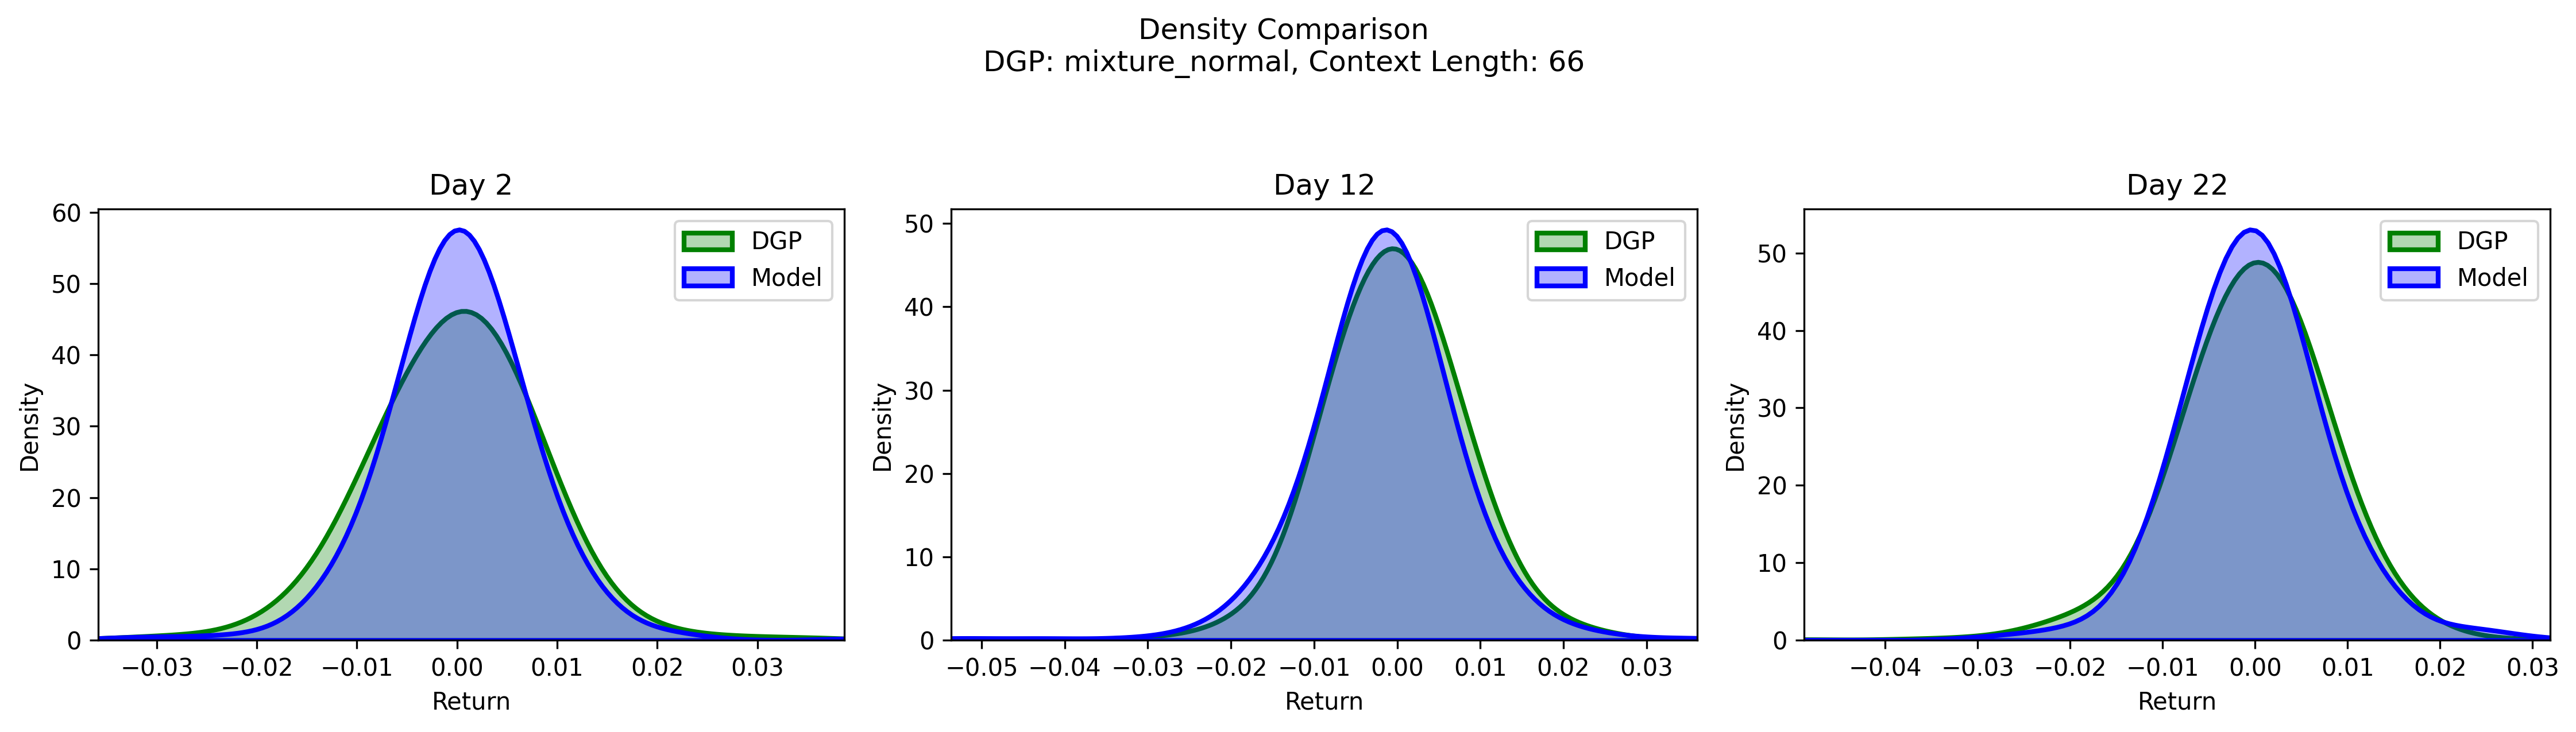 Density Comparison
DGP: mixture_normal, Context Length: 66
Day 2
60
50
40
30
20
10
0
Density
−0.03 −0.02 −0.01 0.00 0.01 0.02 0.03
Return
DGP
Model
Day 12
50
40
30
20
10
0
Density
−0.05 −0.04 −0.03 −0.02 −0.01 0.00 0.01 0.02 0.03
Return
DGP
Model
Day 22
50
40
30
20
10
0
Density
−0.04 −0.03 −0.02 −0.01 0.00 0.01 0.02 0.03
Return
DGP
Model